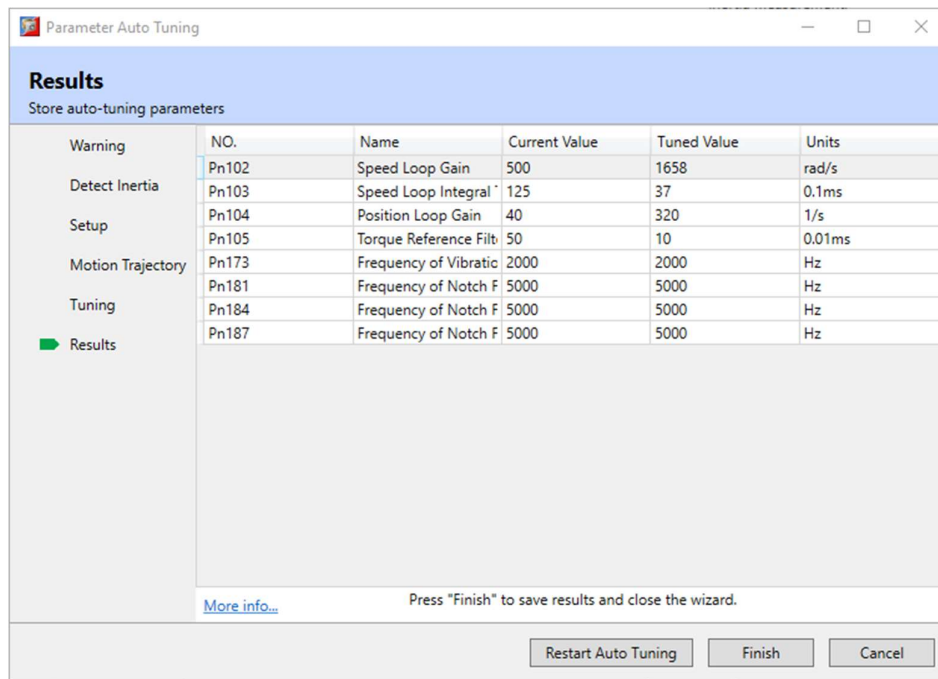 Parameter Auto Tuning
Results
Store auto-tuning parameters
Warning
Detect Inertia
Setup
Motion Trajectory
Tuning
Results
NO. Name Current Value Tuned Value Units
Pn102 Speed Loop Gain 500 1658 rad/s
Pn103 Speed Loop Integral 125 37 0.1ms
Pn104 Position Loop Gain 40 320 1/s
Pn105 Torque Reference Filt 50 10 0.01ms
Pn173 Frequency of Vibratic 2000 2000 Hz
Pn181 Frequency of Notch F 5000 5000 Hz
Pn184 Frequency of Notch F 5000 5000 Hz
Pn187 Frequency of Notch F 5000 5000 Hz
More info...
Press "Finish" to save results and close the wizard.
Restart Auto Tuning Finish Cancel